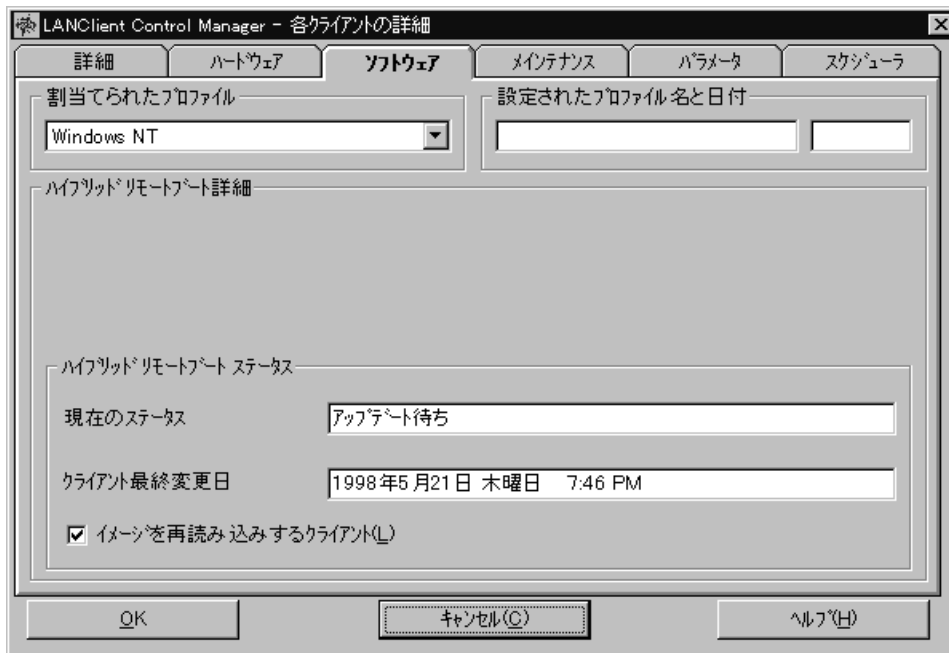 LANClient Control Manager - 各クライアントの詳細
詳細 ハードウェア ソフトウェア メインテナンス パラメータ スケジューラ
割当てられたプロファイル
Windows NT
設定されたプロファイル名と日付
ハイブリッド リモートブート詳細
ハイブリッド リモートブート ステータス
現在のステータス アップデート待ち
クライアント最終変更日 1998年5月21日 木曜日 7:46 PM
イメージを再読み込みするクライアント(L)
OK キャンセル(C) ヘルプ(H)